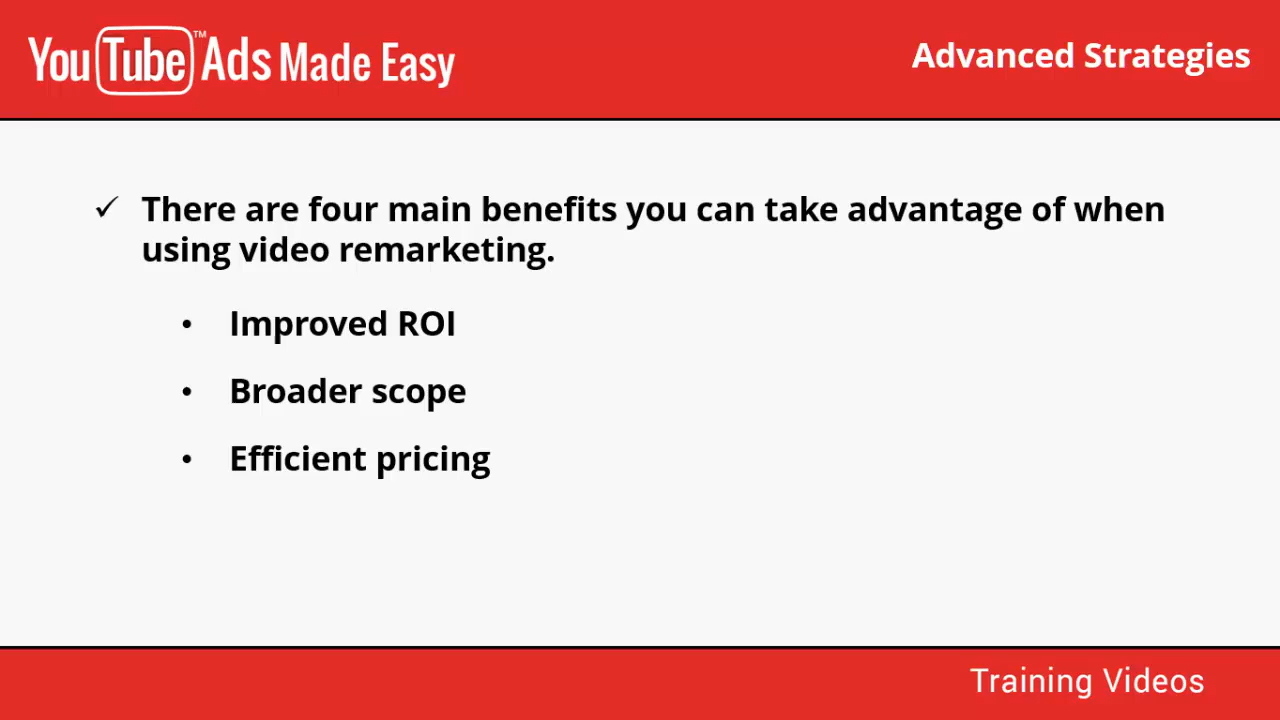 YouTube™ Ads Made Easy
Advanced Strategies
✓ There are four main benefits you can take advantage of when
using video remarketing.
• Improved ROI
• Broader scope
• Efficient pricing
Training Videos